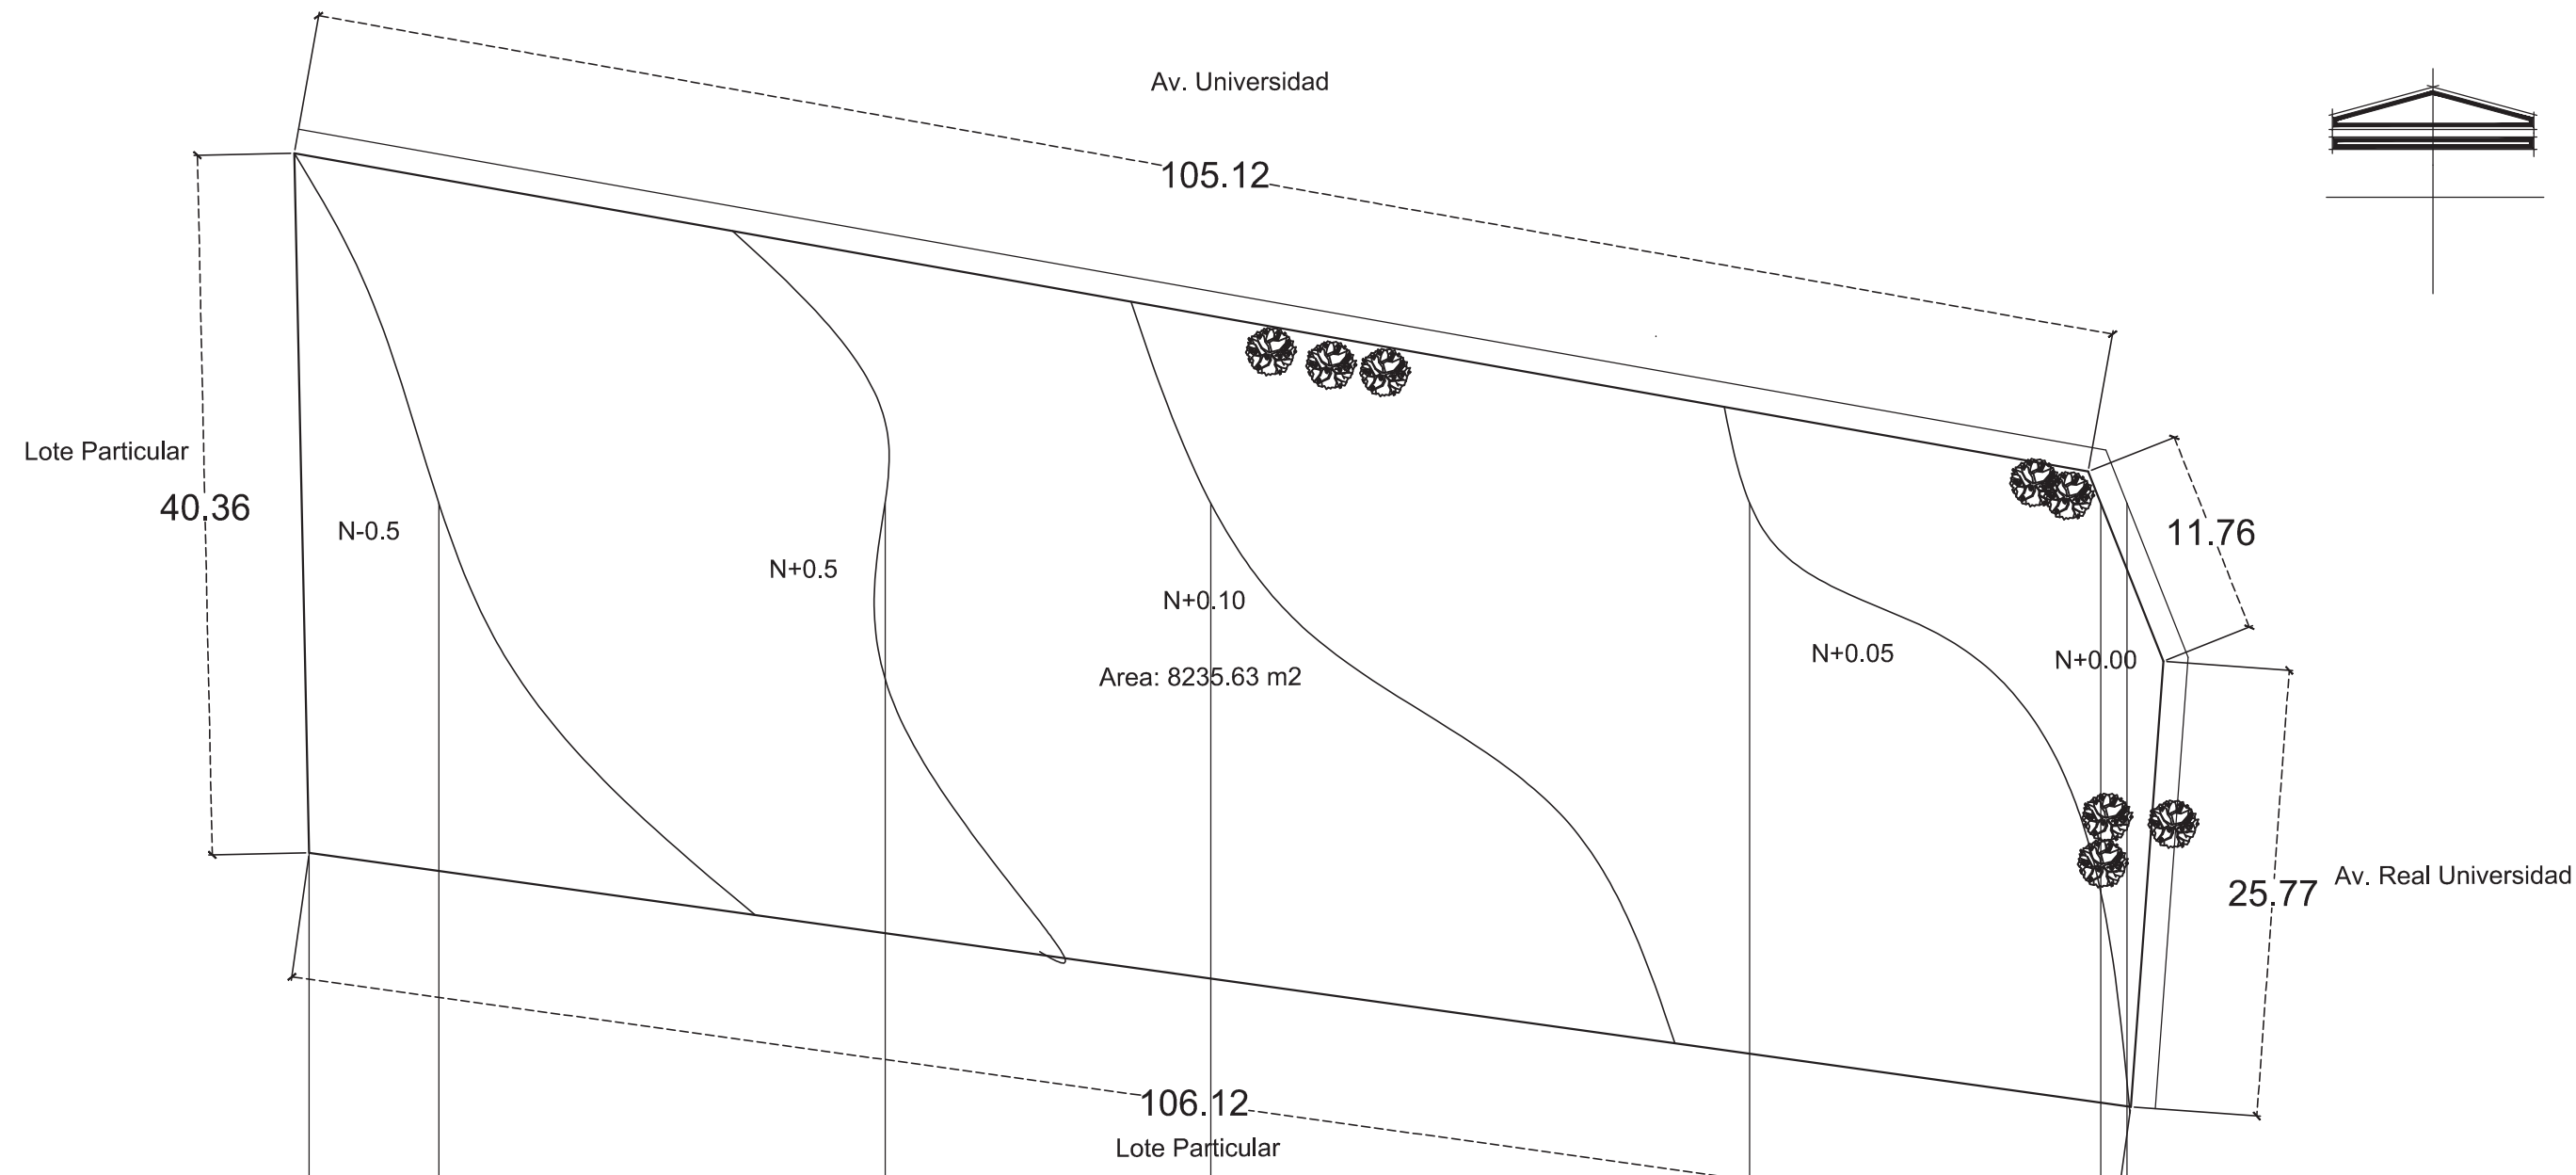 Av. Universidad
105.12
Lote Particular
40.36
N-0.5
N+0.5
N+0.10
Area: 8235.63 m2
N+0.05
N+0.00
11.76
25.77
Av. Real Universidad
106.12
Lote Particular